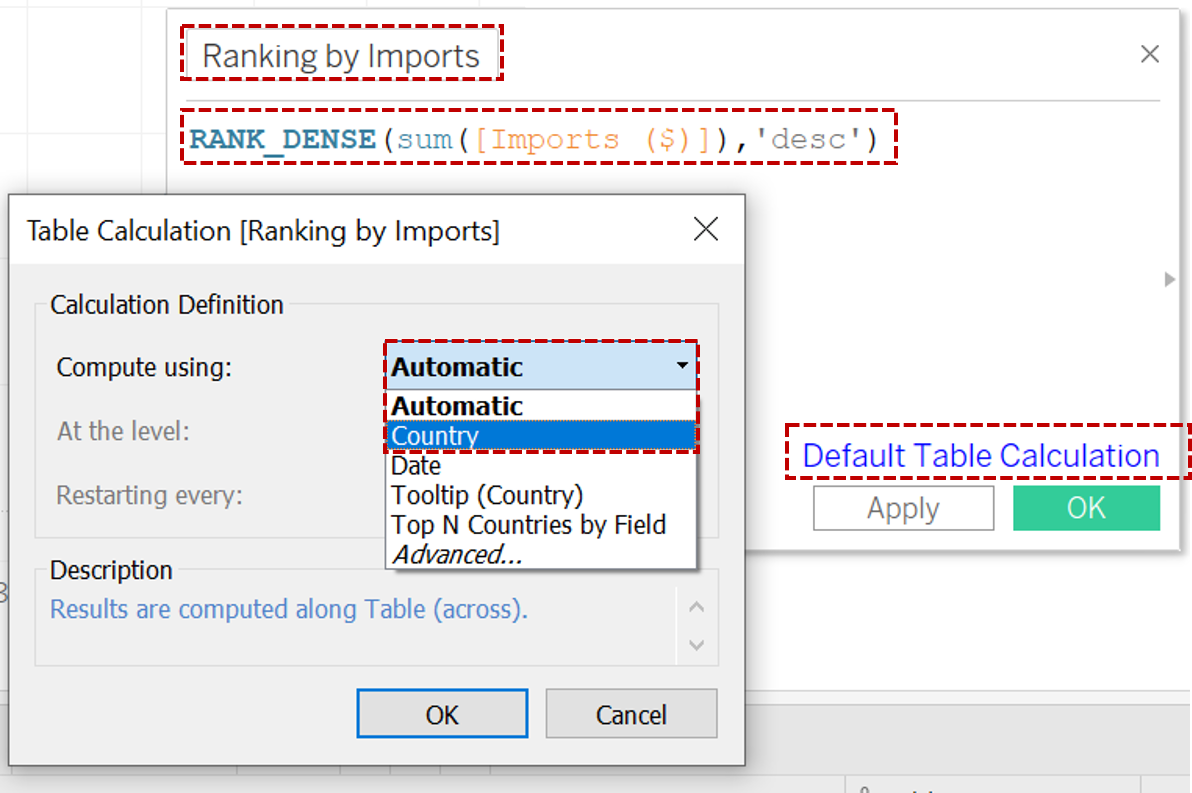 Ranking by Imports
RANK_DENSE(sum([Imports ($)]),'desc')
Table Calculation [Ranking by Imports]
Calculation Definition
Compute using:
Automatic
Automatic
Country
Date
Tooltip (Country)
Top N Countries by Field
Advanced...
At the level:
Restarting every:
Description
Results are computed along Table (across).
OK
Cancel
Default Table Calculation
Apply
OK